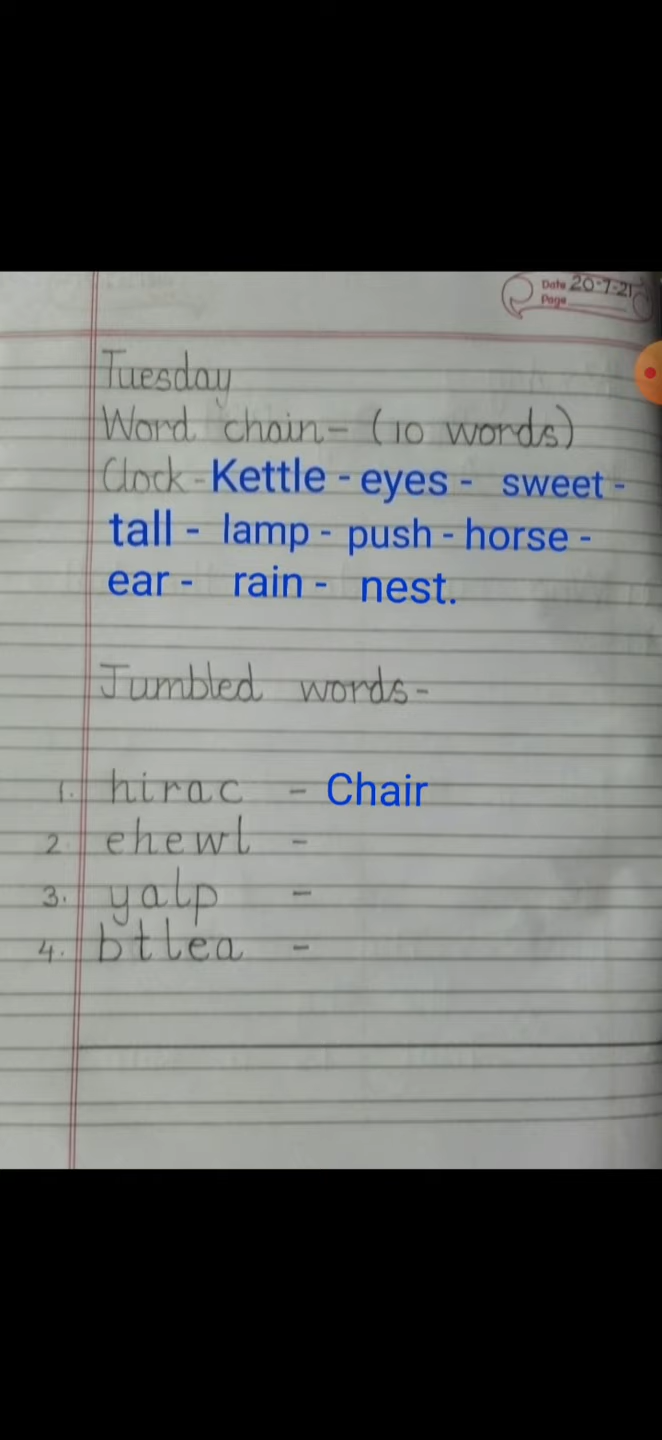 Date 20-7-21
Page
Tuesday
Word chain - (10 words)
Clock - Kettle - eyes - sweet -
tall - lamp - push - horse -
ear - rain - nest.
Jumbled words -
1. hirac - Chair
2. ehewl -
3. yalp -
4. btlea -